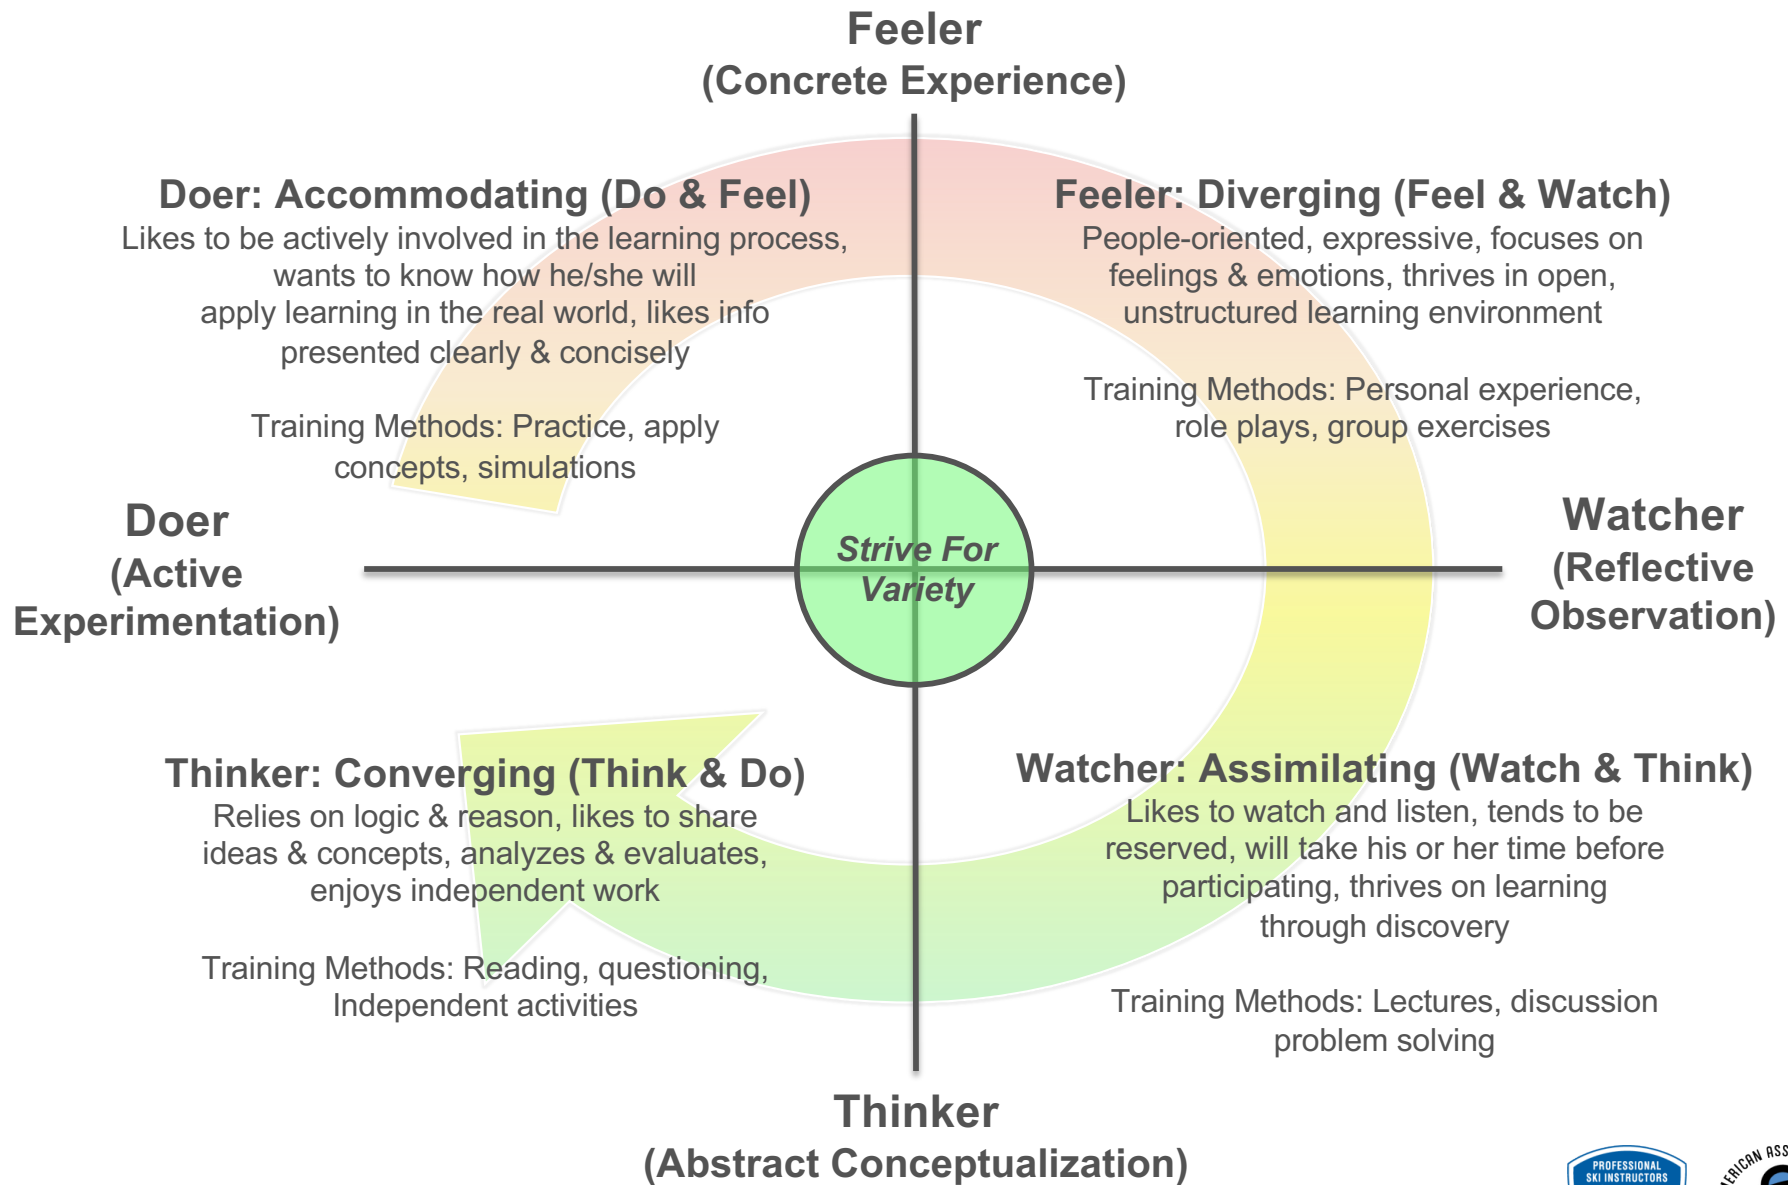 Feeler
(Concrete Experience)
Doer: Accommodating (Do & Feel)
Likes to be actively involved in the learning process,
wants to know how he/she will
apply learning in the real world, likes info
presented clearly & concisely
Training Methods: Practice, apply
concepts, simulations
Feeler: Diverging (Feel & Watch)
People-oriented, expressive, focuses on
feelings & emotions, thrives in open,
unstructured learning environment
Training Methods: Personal experience,
role plays, group exercises
Doer
(Active
Experimentation)
Strive For
Variety
Watcher
(Reflective
Observation)
Thinker: Converging (Think & Do)
Relies on logic & reason, likes to share
ideas & concepts, analyzes & evaluates,
enjoys independent work
Training Methods: Reading, questioning,
Independent activities
Watcher: Assimilating (Watch & Think)
Likes to watch and listen, tends to be
reserved, will take his or her time before
participating, thrives on learning
through discovery
Training Methods: Lectures, discussion
problem solving
Thinker
(Abstract Conceptualization)
PROFESSIONAL
SKI INSTRUCTORS